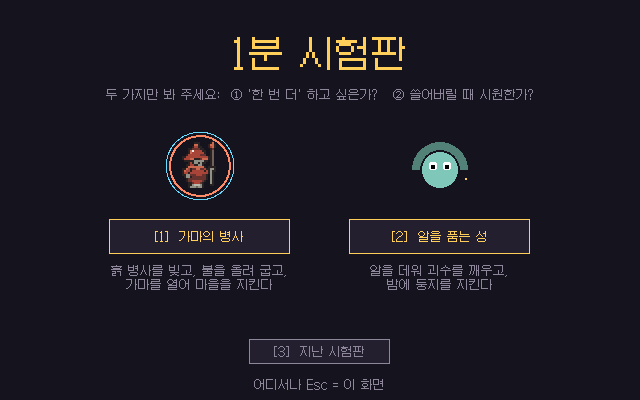 1분 시험판
두 가지만 봐 주세요: ① '한 번 더' 하고 싶은가? ② 쓸어버릴 때 시원한가?
[1] 가마의 병사
[2] 알을 품는 성
흙 병사를 빚고, 불을 올려 굽고,
가마를 열어 마을을 지킨다
알을 데워 괴수를 깨우고,
밤에 둥지를 지킨다
[3] 지난 시험판
어디서나 Esc = 이 화면